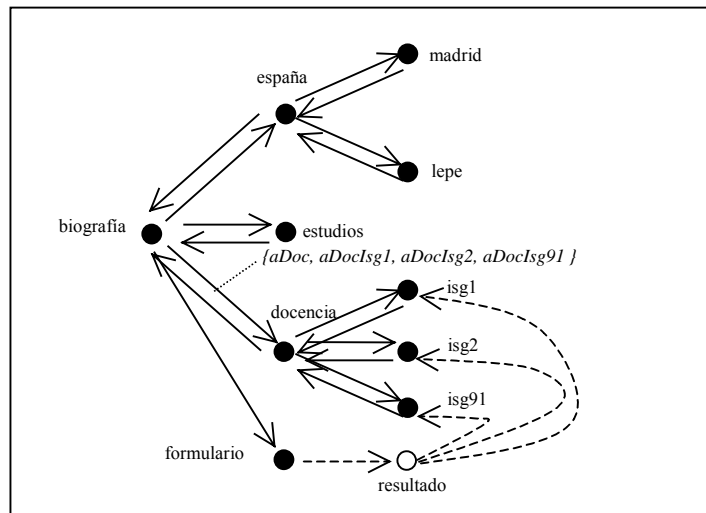 madrid
españa
lepe
biografía
estudios
{aDoc, aDocIsg1, aDocIsg2, aDocIsg91 }
isg1
docencia
isg2
isg91
formulario
resultado